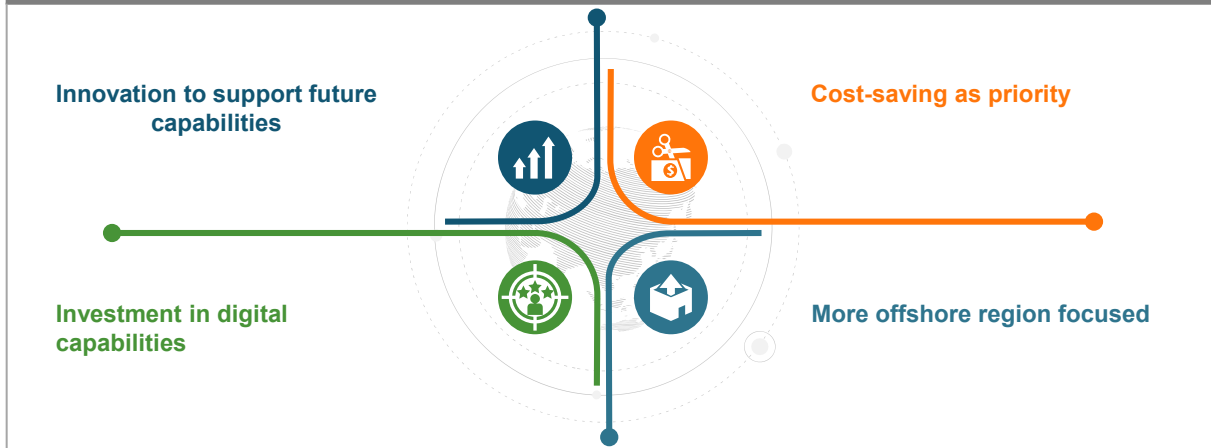 Innovation to support future
capabilities
Cost-saving as priority
$
Investment in digital
capabilities
More offshore region focused